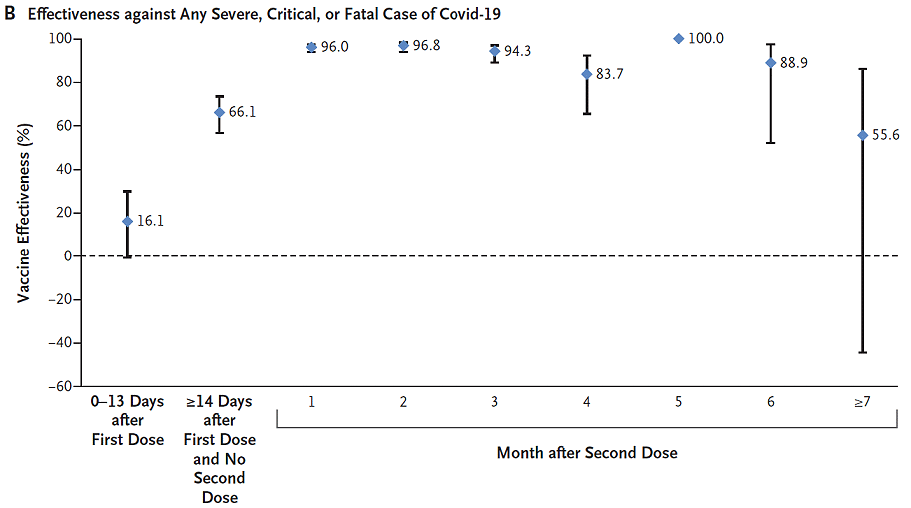 B Effectiveness against Any Severe, Critical, or Fatal Case of Covid-19
Vaccine Effectiveness (%)
100
80
60
40
20
0
−20
−40
−60
16.1
66.1
96.0
96.8
94.3
83.7
100.0
88.9
55.6
0–13 Days
after
First Dose
≥14 Days
after
First Dose
and No
Second
Dose
1
2
3
4
5
6
≥7
Month after Second Dose